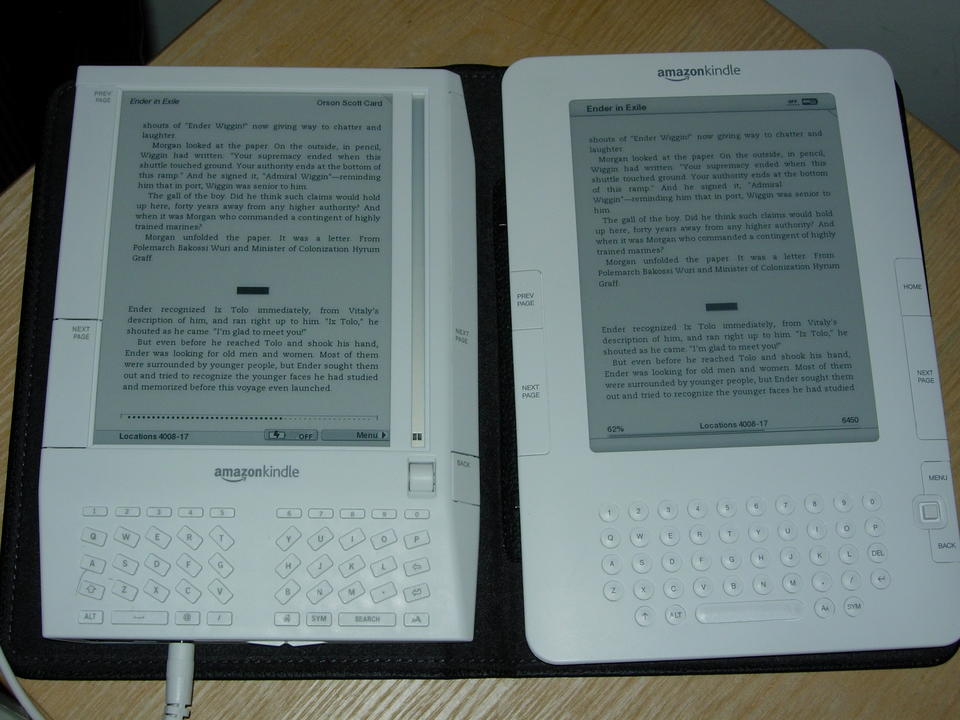 PREV
PAGE
Ender in Exile
Orson Scott Card
shouts of "Ender Wiggin!" now giving way to chatter and
laughter.
Morgan looked at the paper. On the outside, in pencil,
Wiggin had written: "Your supremacy ended when this
shuttle touched ground. Your authority ends at the bottom of
this ramp." And he signed it, "Admiral Wiggin"—reminding
him that in port, Wiggin was senior to him.
The gall of the boy. Did he think such claims would hold
up here, forty years away from any higher authority? And
when it was Morgan who commanded a contingent of highly
trained marines?
Morgan unfolded the paper. It was a letter. From
Polemarch Bakossi Wuri and Minister of Colonization Hyrum
Graff.
Ender recognized Ix Tolo immediately, from Vitaly's
description of him, and ran right up to him. "Ix Tolo," he
shouted as he came. "I'm glad to meet you!"
But even before he reached Tolo and shook his hand,
Ender was looking for old men and women. Most of them
were surrounded by younger people, but Ender sought them
out and tried to recognize the younger faces he had studied
and memorized before this voyage even launched.
NEXT
PAGE
NEXT
PAGE
Locations 4008-17
OFF
Menu
BACK
amazonkindle
1 2 3 4 5 6 7 8 9 0
Q W E R T Y U I O P
A S D F G H J K L
Z X C V B N M .
ALT @ / SYM SEARCH aA
amazonkindle
Ender in Exile
OFF
shouts of "Ender Wiggin!" now giving way to chatter and
laughter.
Morgan looked at the paper. On the outside, in pencil,
Wiggin had written: "Your supremacy ended when this
shuttle touched ground. Your authority ends at the bottom
of this ramp." And he signed it, "Admiral
Wiggin"—reminding him that in port, Wiggin was senior to
him.
The gall of the boy. Did he think such claims would hold
up here, forty years away from any higher authority? And
when it was Morgan who commanded a contingent of highly
trained marines?
Morgan unfolded the paper. It was a letter. From
Polemarch Bakossi Wuri and Minister of Colonization Hyrum
Graff.
Ender recognized Ix Tolo immediately, from Vitaly's
description of him, and ran right up to him. "Ix Tolo," he
shouted as he came. "I'm glad to meet you!"
But even before he reached Tolo and shook his hand,
Ender was looking for old men and women. Most of them
were surrounded by younger people, but Ender sought them
out and tried to recognize the younger faces he had studied
62%
Locations 4008-17
6450
PREV
PAGE
NEXT
PAGE
HOME
NEXT
PAGE
MENU
BACK
1 2 3 4 5 6 7 8 9 0
Q W E R T Y U I O P
A S D F G H J K L DEL
Z X C V B N M . /
ALT Aa SYM